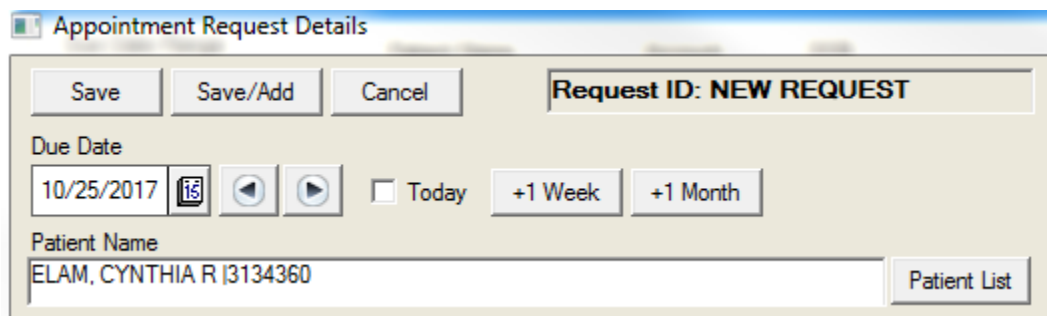 Appointment Request Details
Save Save/Add Cancel Request ID: NEW REQUEST
Due Date
10/25/2017 15 Today +1 Week +1 Month
Patient Name
ELAM, CYNTHIA R |3134360 Patient List